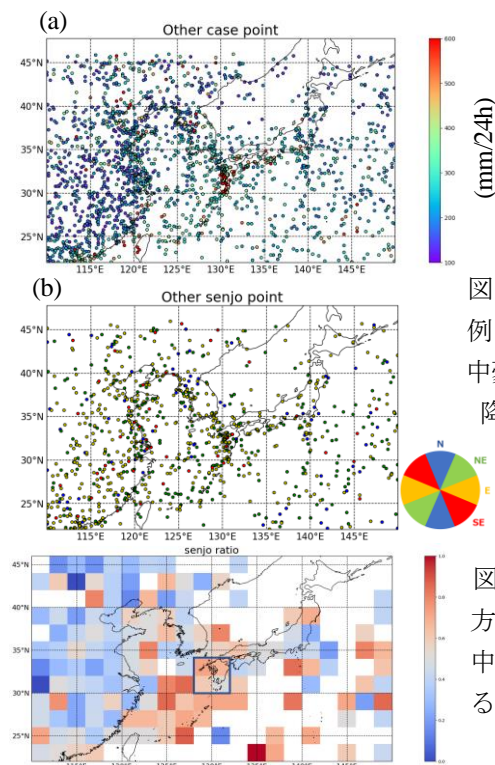 (a)
Other case point
45°N
40°N
35°N
30°N
25°N
115°E 120°E 125°E 130°E 135°E 140°E 145°E
600
500
400
300
200
100
(mm/24h)
(b)
Other senjo point
45°N
40°N
35°N
30°N
25°N
115°E 120°E 125°E 130°E 135°E 140°E 145°E
図
例
中
降
N
NE
E
SE
senjo ratio
45°N
40°N
35°N
30°N
25°N
1.0
0.8
0.6
0.4
0.2
0.0
図
方
中
る